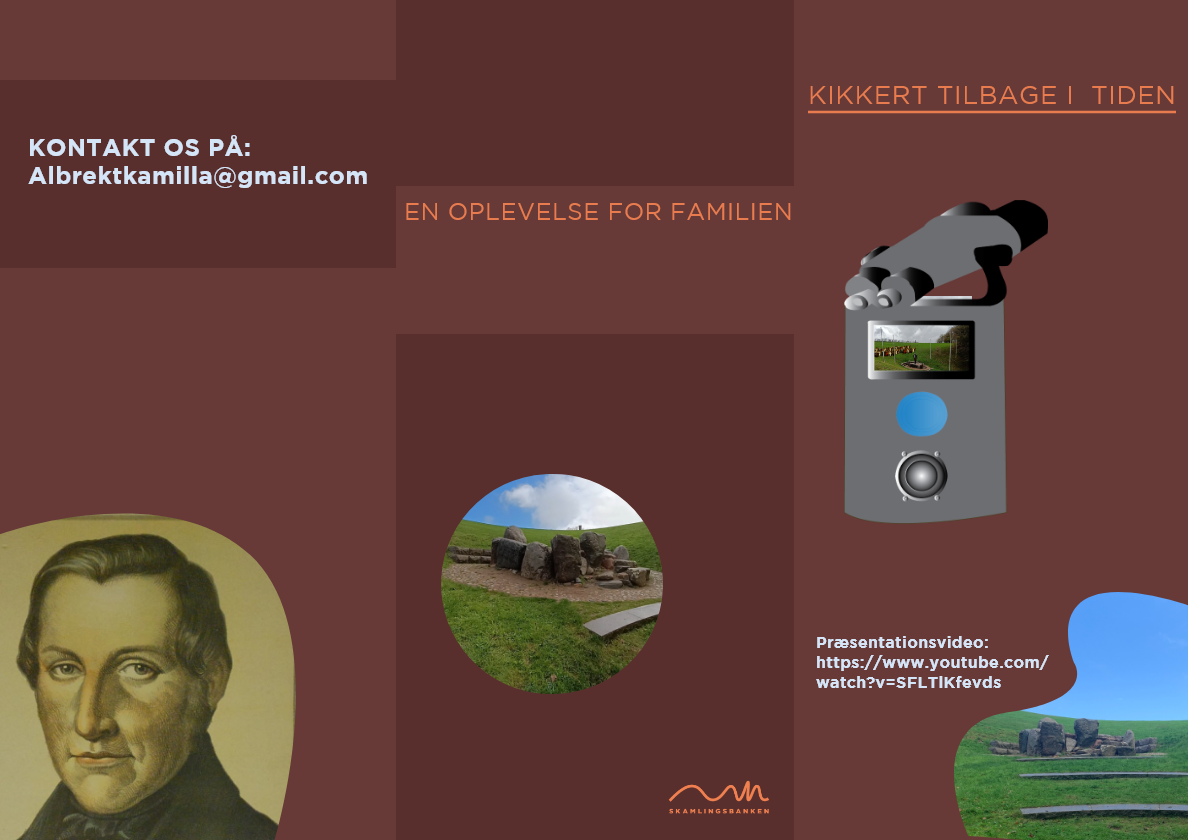 KONTAKT OS PÅ:
Albrektkamilla@gmail.com
EN OPLEVELSE FOR FAMILIEN
SKAMLINGSBANKEN
KIKKERT TILBAGE I TIDEN
Præsentationsvideo:
https://www.youtube.com/
watch?v=SFLTlKfevds